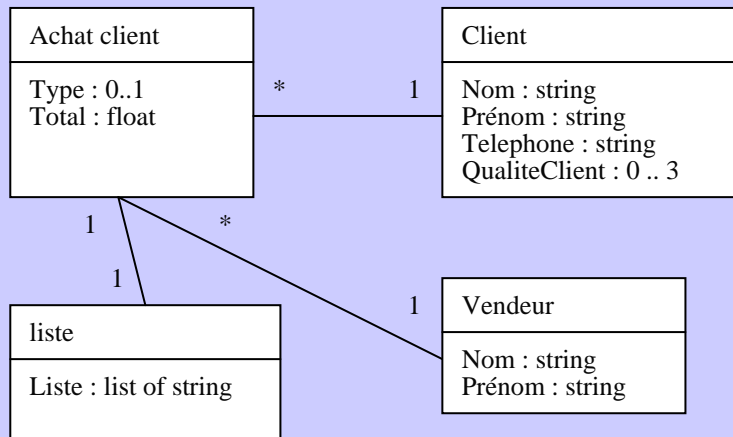 Achat client
Type : 0..1
Total : float
*
1
Client
Nom : string
Prénom : string
Telephone : string
QualiteClient : 0 .. 3
1
*
1
1
liste
Liste : list of string
Vendeur
Nom : string
Prénom : string